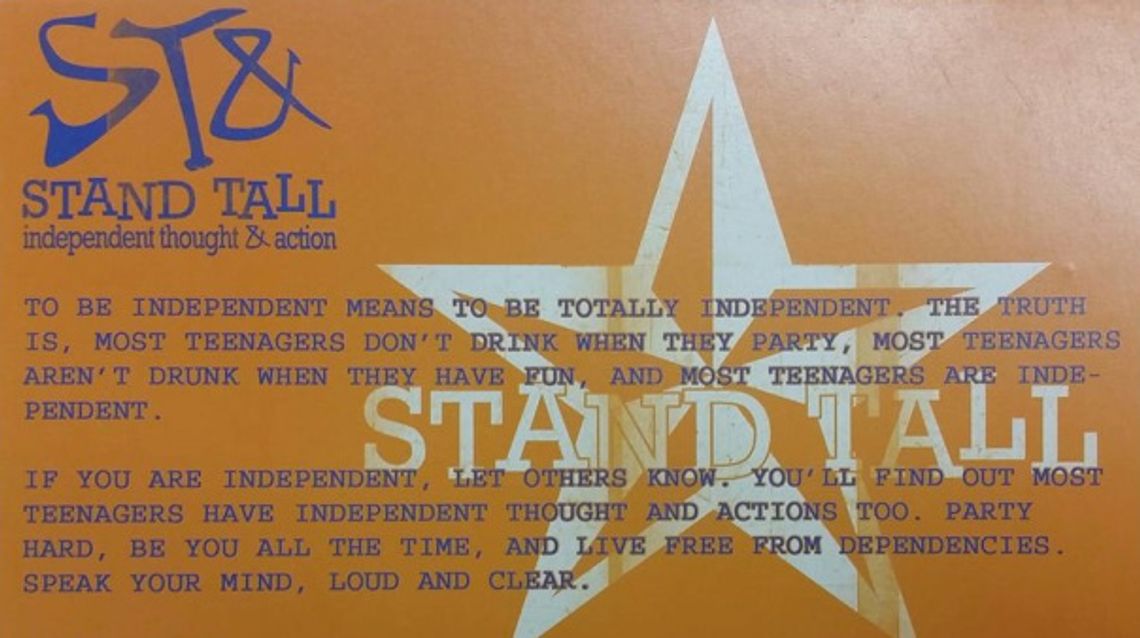 ST&
STAND TALL
independent thought & action
TO BE INDEPENDENT MEANS TO BE TOTALLY INDEPENDENT. THE TRUTH
IS, MOST TEENAGERS DON'T DRINK WHEN THEY PARTY, MOST TEENAGERS
AREN'T DRUNK WHEN THEY HAVE FUN, AND MOST TEENAGERS ARE INDE-
PENDENT.
STAND TALL
IF YOU ARE INDEPENDENT, LET OTHERS KNOW. YOU'LL FIND OUT MOST
TEENAGERS HAVE INDEPENDENT THOUGHT AND ACTIONS TOO. PARTY
HARD, BE YOU ALL THE TIME, AND LIVE FREE FROM DEPENDENCIES.
SPEAK YOUR MIND, LOUD AND CLEAR.